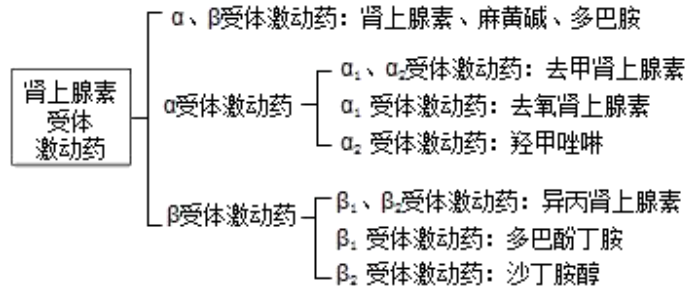 肾上腺素
受体
激动药
α、β受体激动药：肾上腺素、麻黄碱、多巴胺
α受体激动药
α₁、α₂受体激动药：去甲肾上腺素
α₁ 受体激动药：去氧肾上腺素
α₂ 受体激动药：羟甲唑啉
β受体激动药
β₁、β₂受体激动药：异丙肾上腺素
β₁ 受体激动药：多巴酚丁胺
β₂ 受体激动药：沙丁胺醇